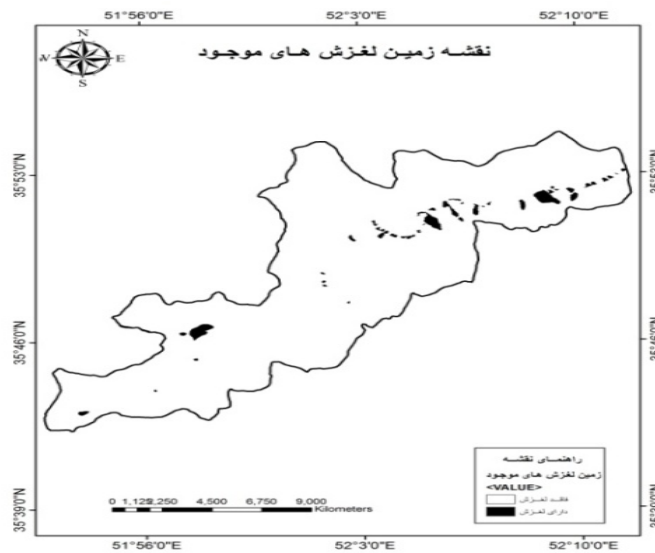 51°56'0"E 52°3'0"E 52°10'0"E
نقشه زمین لغزش های موجود
N
W E
S
35°53'0"N
35°46'0"N
35°39'0"N
راهنمای نقشه
زمین لغزش های موجود
<VALUE>
فاقد لغزش
دارای لغزش
0 1,125 2,250 4,500 6,750 9,000
Kilometers
51°56'0"E 52°3'0"E 52°10'0"E